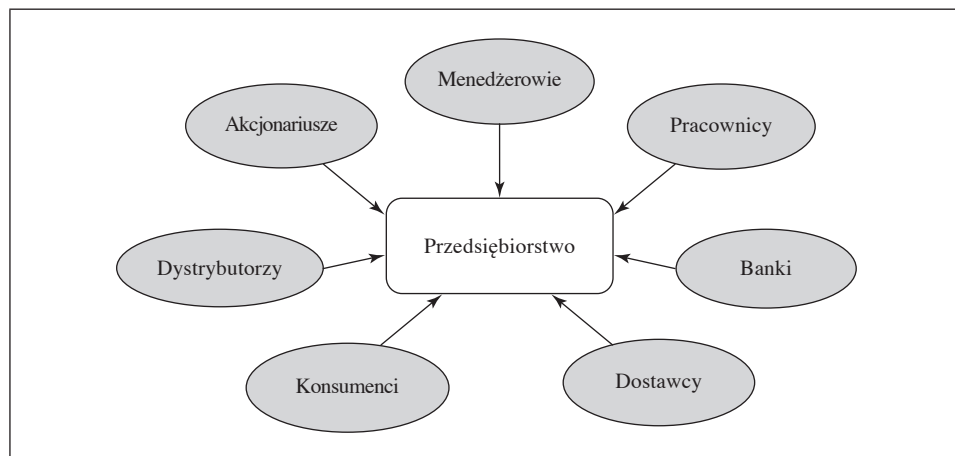 Menedżerowie
Akcjonariusze
Pracownicy
Przedsiębiorstwo
Dystrybutorzy
Banki
Konsumenci
Dostawcy